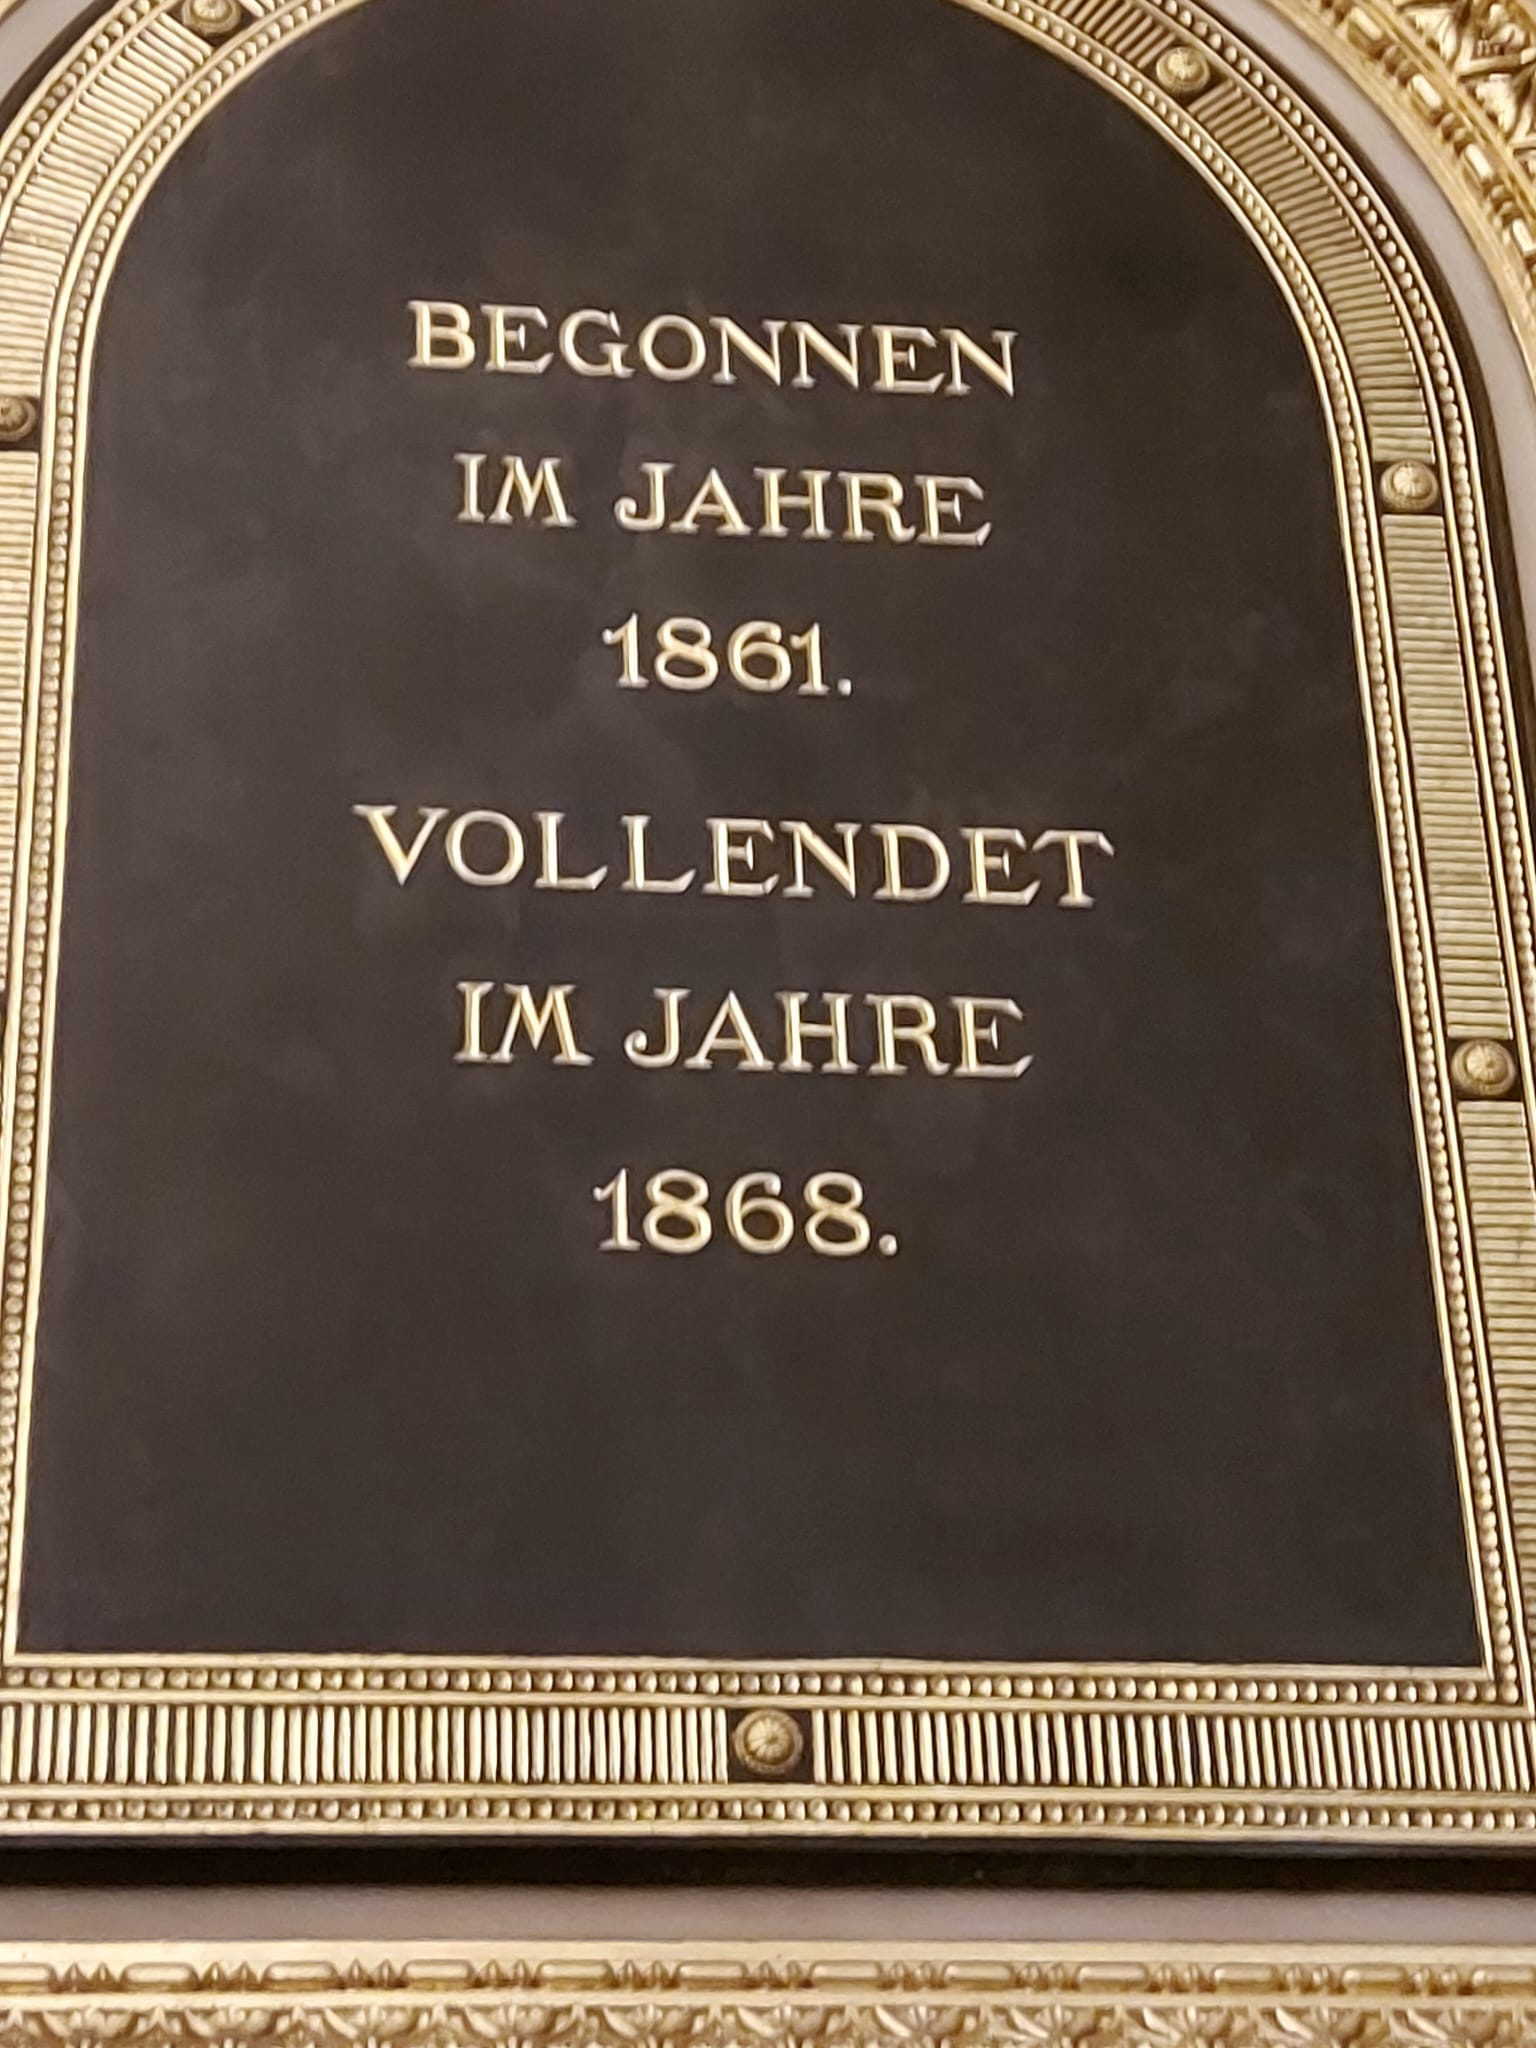 BEGONNEN
IM JAHRE
1861.
VOLLENDET
IM JAHRE
1868.